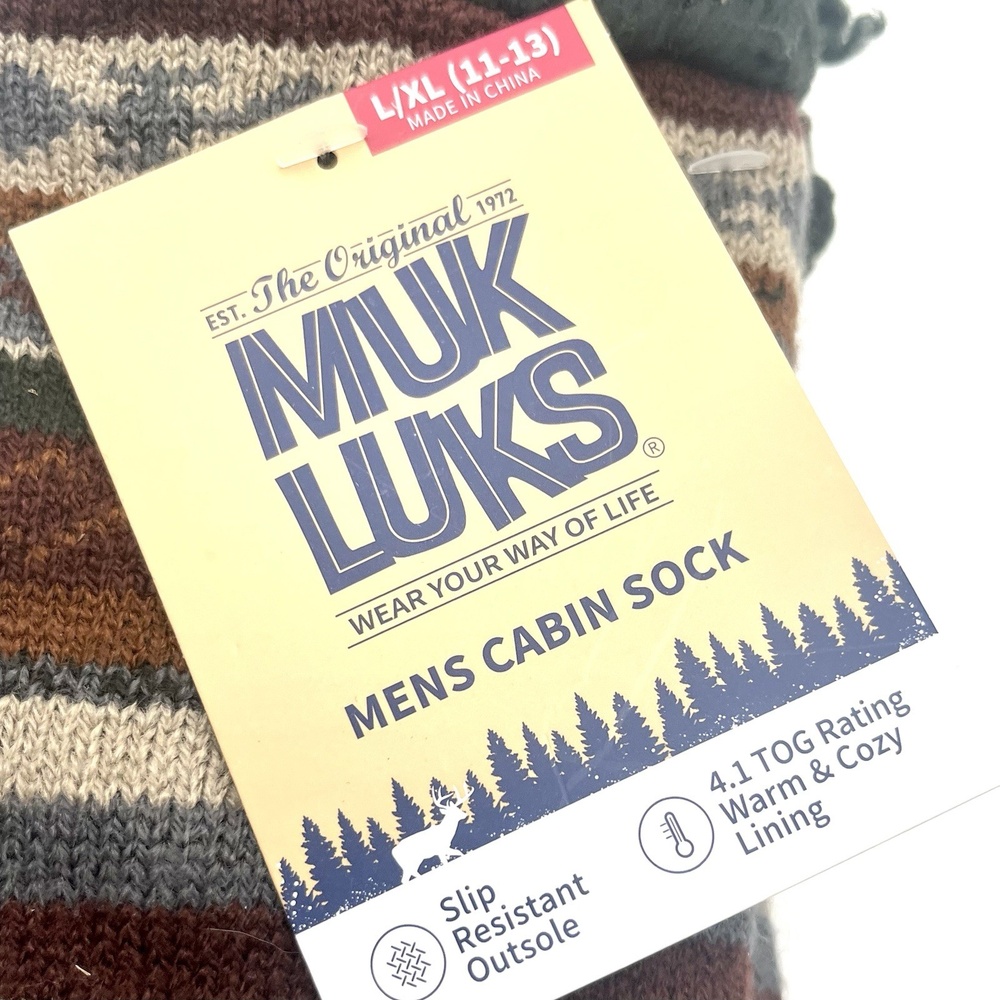 L/XL (11-13)
MADE IN CHINA
EST. The Original 1972
MUK
LUKS®
WEAR YOUR WAY OF LIFE
MENS CABIN SOCK
4.1 TOG Rating
Warm & Cozy
Lining
Slip
Resistant
Outsole